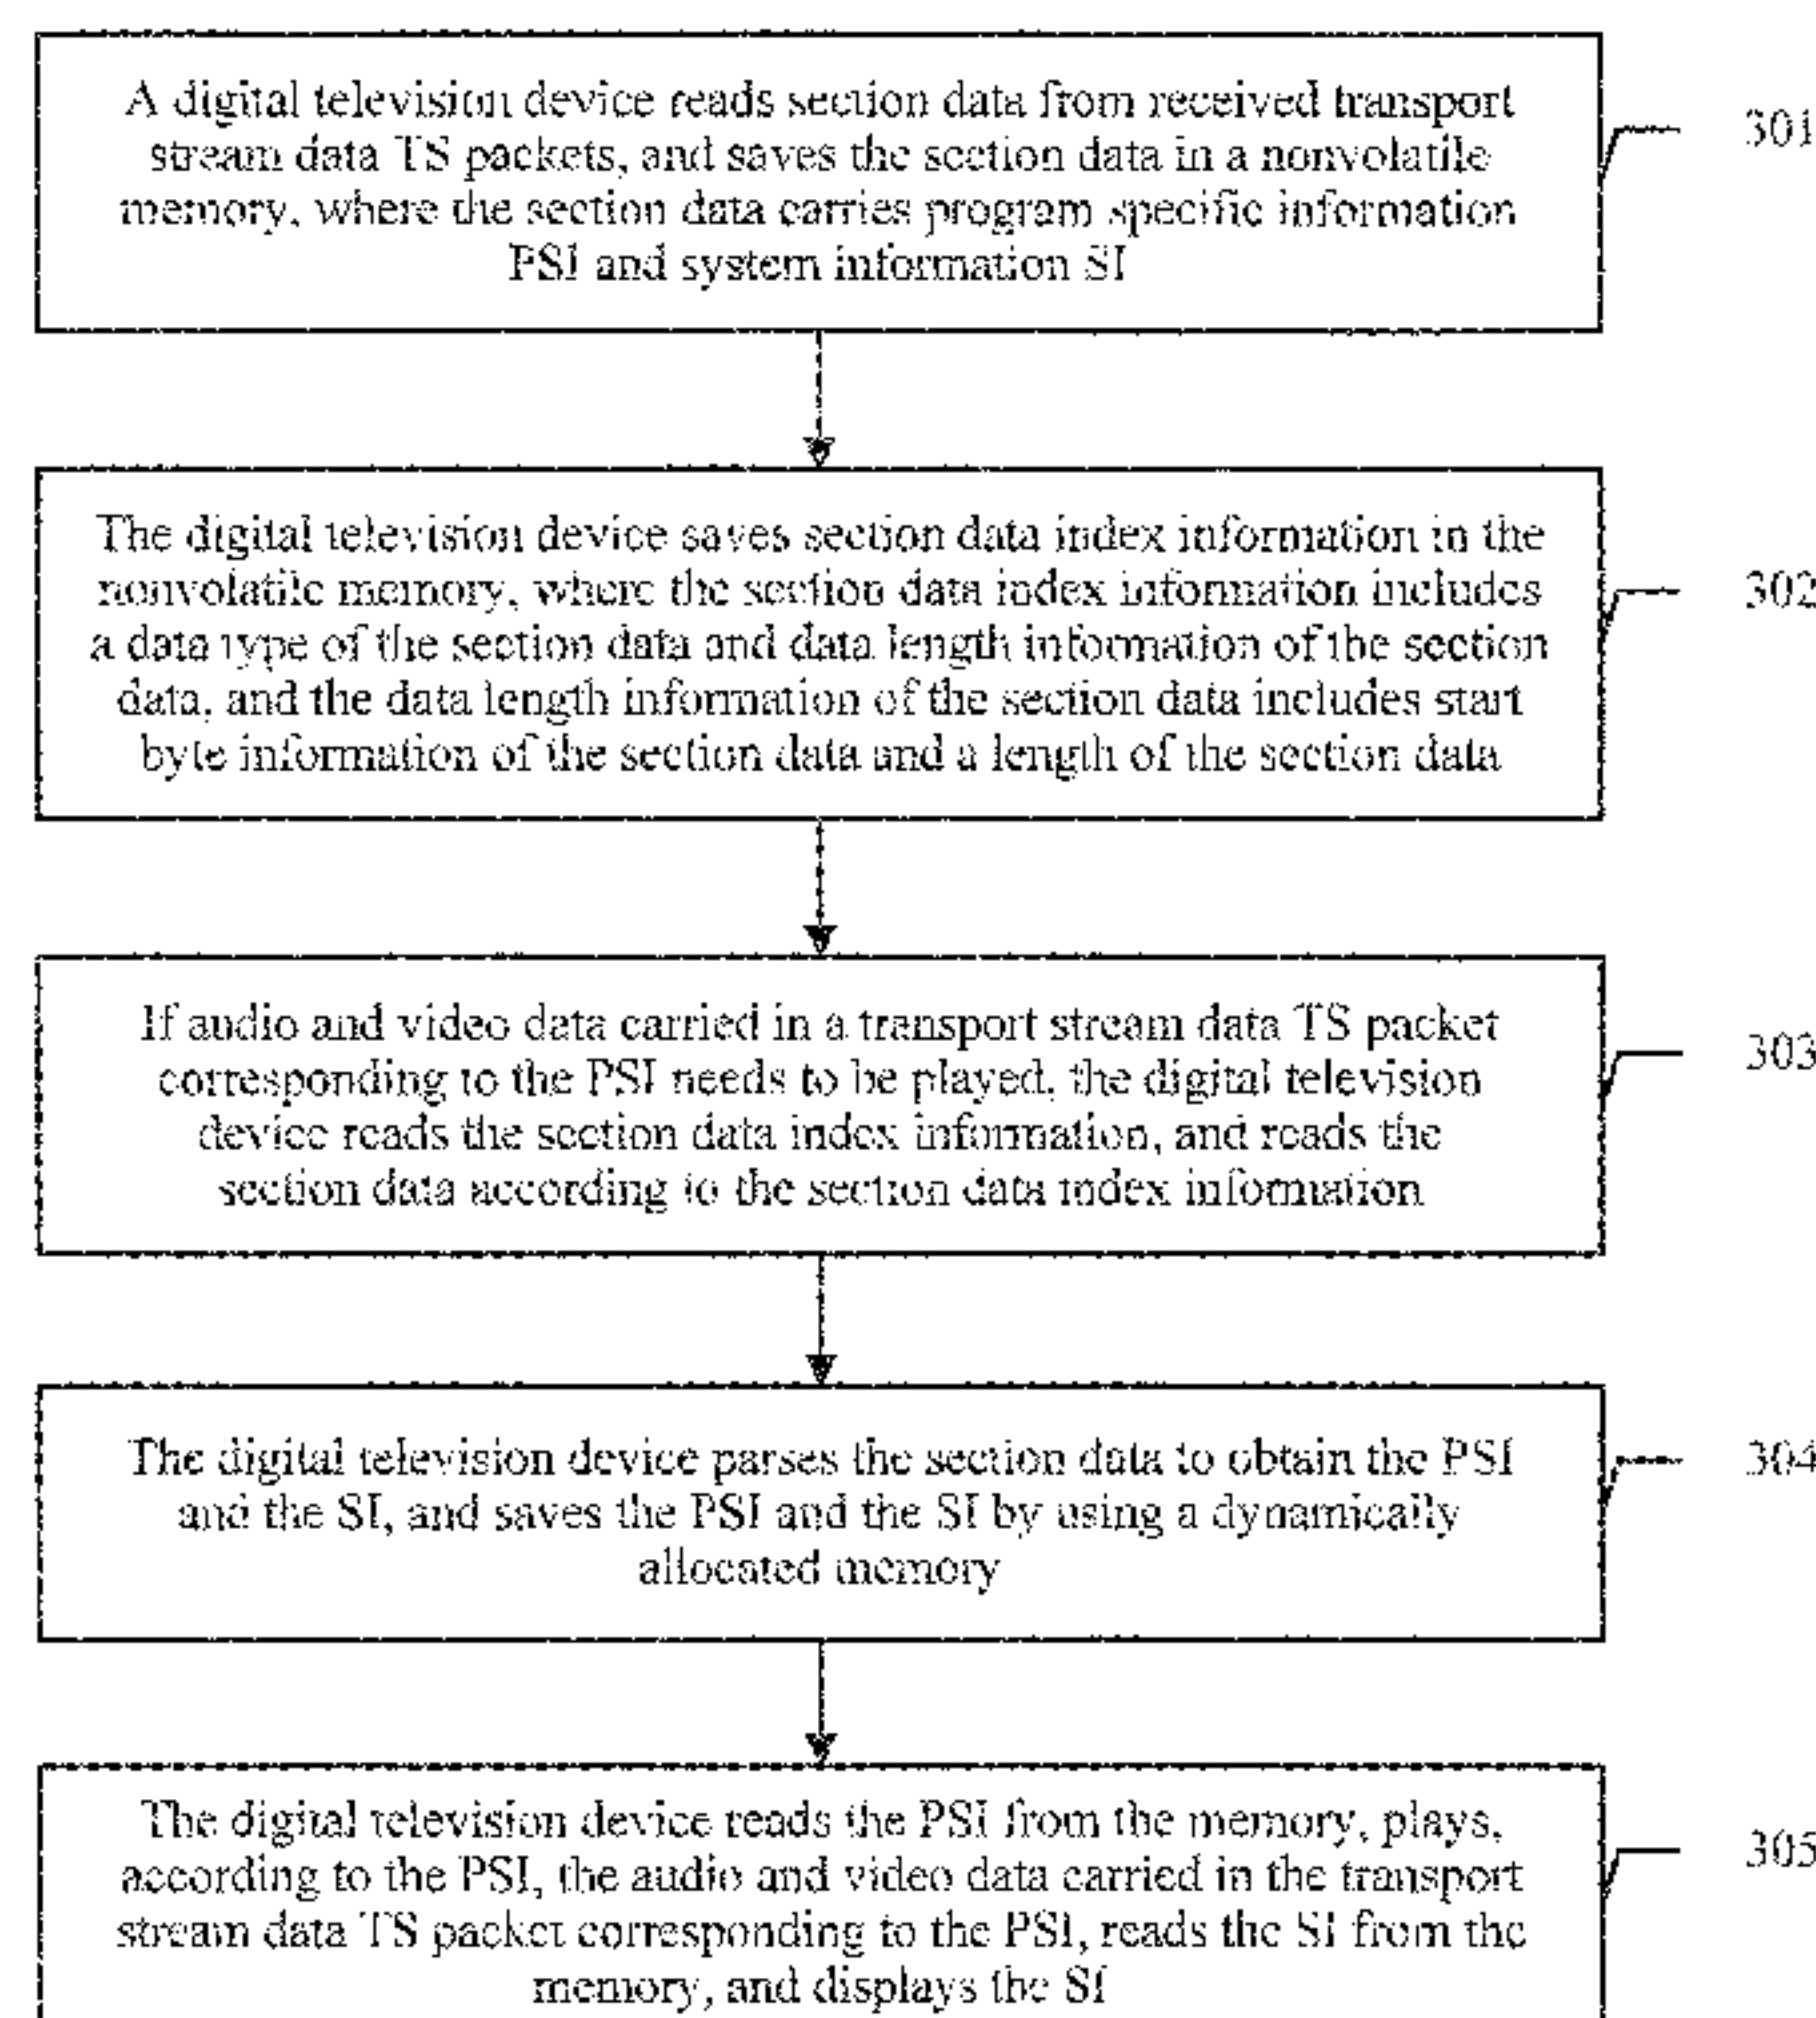 A digital television device reads section data from received transport
stream data TS packets, and saves the section data in a nonvolatile
memory, where the section data carries program specific information
PSI and system information SI
301
The digital television device saves section data index information in the
nonvolatile memory, where the section data index information includes
a data type of the section data and data length information of the section
data, and the data length information of the section data includes start
byte information of the section data and a length of the section data
302
If audio and video data carried in a transport stream data TS packet
corresponding to the PSI needs to be played, the digital television
device reads the section data index information, and reads the
section data according to the section data index information
303
The digital television device parses the section data to obtain the PSI
and the SI, and saves the PSI and the SI by using a dynamically
allocated memory
304
The digital television device reads the PSI from the memory, plays,
according to the PSI, the audio and video data carried in the transport
stream data TS packet corresponding to the PSI, reads the SI from the
memory, and displays the SI
305